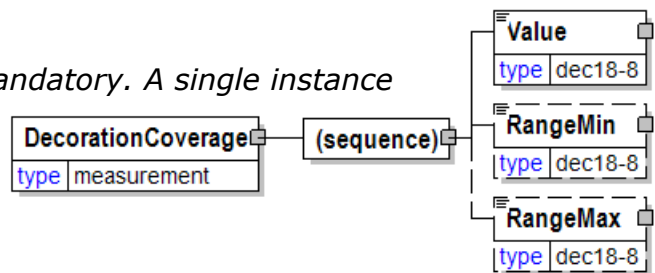 Value
type dec18-8
andatory. A single instance
RangeMin
type dec18-8
DecorationCoverage
type measurement
(sequence)
RangeMax
type dec18-8